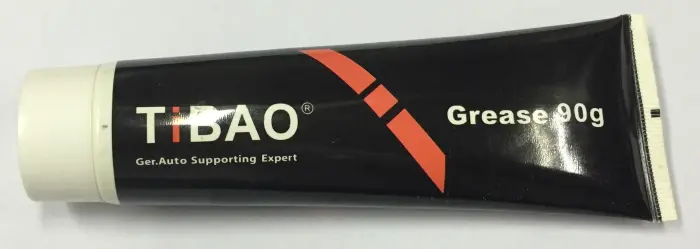 TiBAO®
Ger.Auto Supporting Expert
Grease 90g